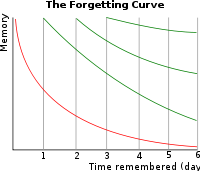 The Forgetting Curve
Memory
1 2 3 4 5 6
Time remembered (day